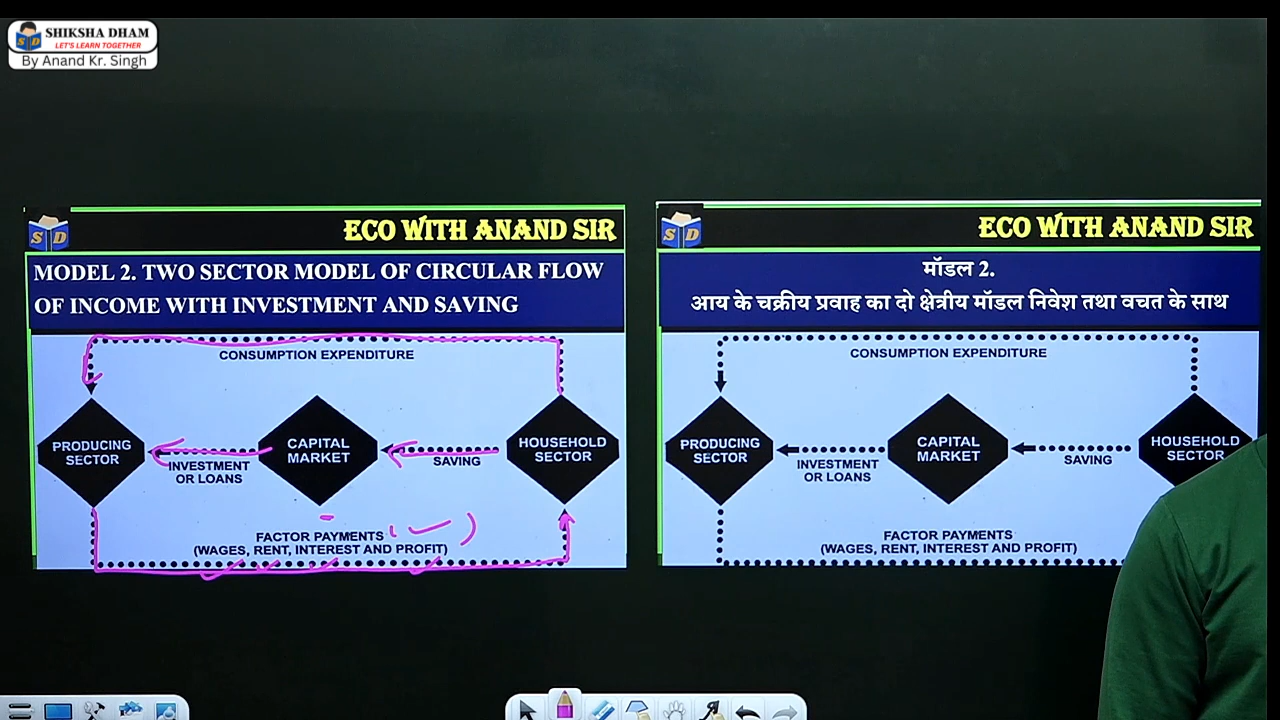 SHIKSHA DHAM
LET'S LEARN TOGETHER
By Anand Kr. Singh
S D
ECO WITH ANAND SIR
MODEL 2. TWO SECTOR MODEL OF CIRCULAR FLOW
OF INCOME WITH INVESTMENT AND SAVING
CONSUMPTION EXPENDITURE
PRODUCING
SECTOR
INVESTMENT
OR LOANS
CAPITAL
MARKET
SAVING
HOUSEHOLD
SECTOR
FACTOR PAYMENTS
(WAGES, RENT, INTEREST AND PROFIT)
S D
ECO WITH ANAND SIR
मॉडल 2.
आय के चक्रीय प्रवाह का दो क्षेत्रीय मॉडल निवेश तथा वचत के साथ
CONSUMPTION EXPENDITURE
PRODUCING
SECTOR
INVESTMENT
OR LOANS
CAPITAL
MARKET
SAVING
HOUSEHOLD
SECTOR
FACTOR PAYMENTS
(WAGES, RENT, INTEREST AND PROFIT)